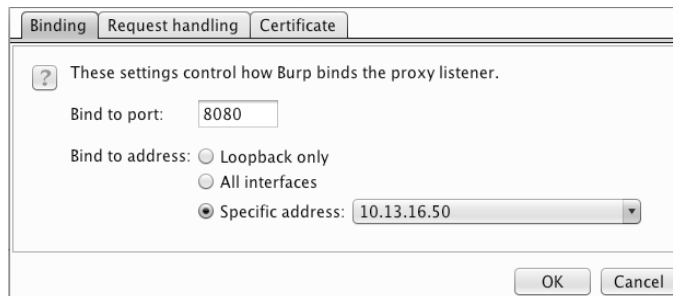 Binding Request handling Certificate
? These settings control how Burp binds the proxy listener.
Bind to port: 8080
Bind to address: Loopback only
All interfaces
Specific address: 10.13.16.50
OK Cancel